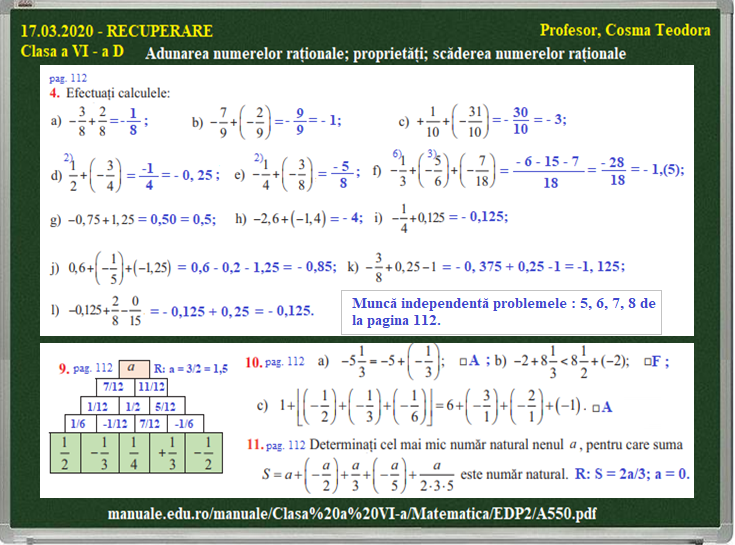 17.03.2020 - RECUPERARE
Profesor, Cosma Teodora
Clasa a VI - a D
Adunarea numerelor raționale; proprietăți; scăderea numerelor raționale
pag. 112
4. Efectuați calculele:
a) -3/8+2/8=-1/8; b) -7/9+(-2/9)=-9/9=-1; c) +1/10+(-31/10)=-30/10=-3;
d) 2)1/2+(-3/4)=-1/4=-0,25; e) 2)-1/4+(-3/8)=-5/8; f) 6)-1/3+(3)-5/6)+(-7/18)=-6-15-7/18=-28/18=-1,(5);
g) -0,75+1,25=0,50=0,5; h) -2,6+(-1,4)=-4; i) -1/4+0,125=-0,125;
j) 0,6+(-1/5)+(-1,25)=0,6-0,2-1,25=-0,85; k) -3/8+0,25-1=-0,375+0,25-1=-1,125;
l) -0,125+2/8-0/15=-0,125+0,25=-0,125.
Muncă independentă problemele : 5, 6, 7, 8 de
la pagina 112.
9. pag. 112 a R: a = 3/2 = 1,5
7/12 11/12
1/12 1/2 5/12
1/6 -1/12 7/12 -1/6
1/2 -1/3 1/4 +1/3 -1/2
10. pag. 112 a) -5 1/3=-5+(-1/3); □A ; b) -2+8 1/3<8 1/2+(-2); □F ;
c) 1+[(-1/2)+(-1/3)+(-1/6)]=6+(-3/1)+(-2/1)+(-1). □A
11. pag. 112 Determinați cel mai mic număr natural nenul a, pentru care suma
S=a+(-a/2)+a/3+(-a/5)+a/2·3·5 este număr natural. R: S = 2a/3; a = 0.
manuale.edu.ro/manuale/Clasa%20a%20VI-a/Matematica/EDP2/A550.pdf